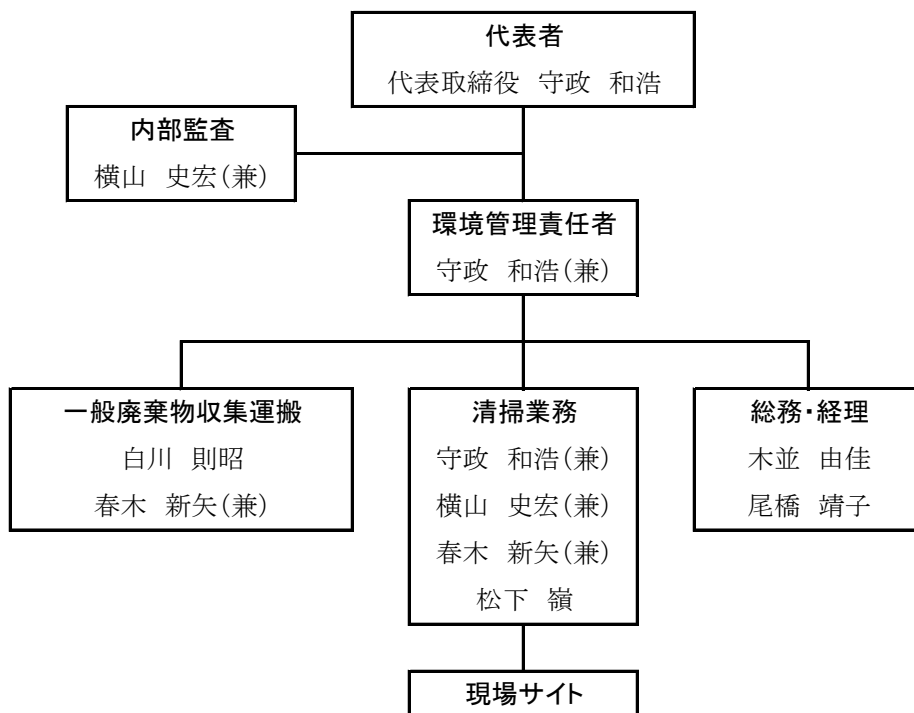 代表者
代表取締役 守政 和浩
内部監査
横山 史宏(兼)
環境管理責任者
守政 和浩(兼)
一般廃棄物収集運搬
白川 則昭
春木 新矢(兼)
清掃業務
守政 和浩(兼)
横山 史宏(兼)
春木 新矢(兼)
松下 嶺
総務・経理
木並 由佳
尾橋 靖子
現場サイト